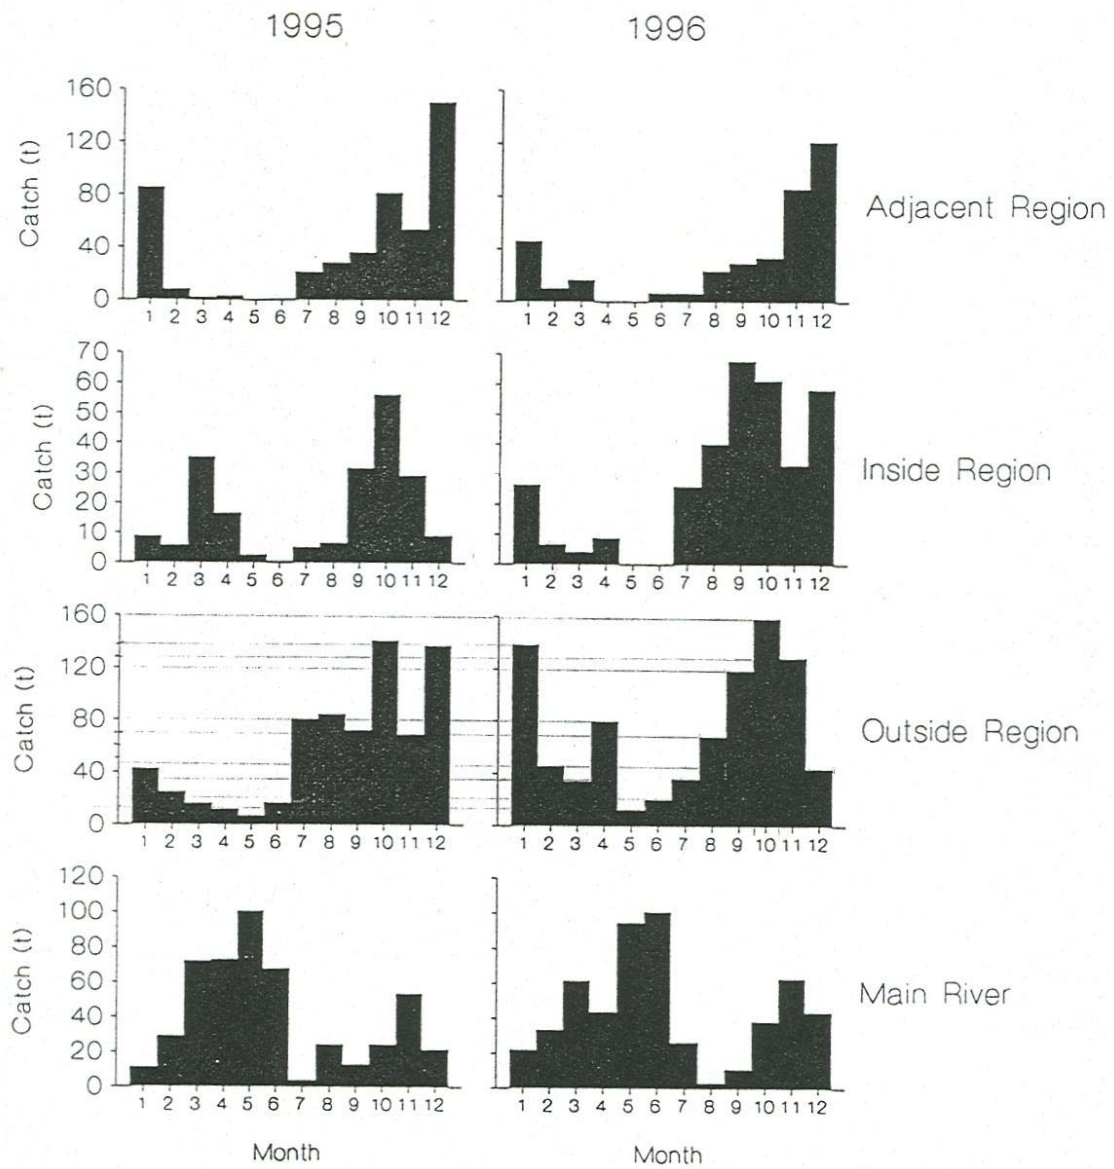 1995 1996
Catch (t)
160
120
80
40
0
1 2 3 4 5 6 7 8 9 10 11 12
1 2 3 4 5 6 7 8 9 10 11 12
Adjacent Region
Catch (t)
70
60
50
40
30
20
10
0
1 2 3 4 5 6 7 8 9 10 11 12
1 2 3 4 5 6 7 8 9 10 11 12
Inside Region
Catch (t)
160
120
80
40
0
1 2 3 4 5 6 7 8 9 10 11 12
1 2 3 4 5 6 7 8 9 10 11 12
Outside Region
Catch (t)
120
100
80
60
40
20
0
1 2 3 4 5 6 7 8 9 10 11 12
1 2 3 4 5 6 7 8 9 10 11 12
Main River
Month Month